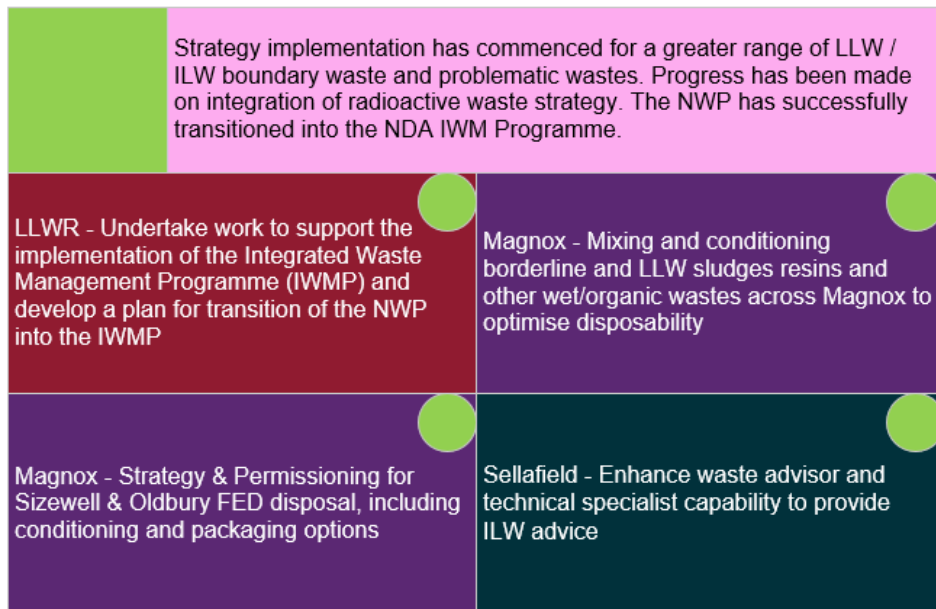 Strategy implementation has commenced for a greater range of LLW /
ILW boundary waste and problematic wastes. Progress has been made
on integration of radioactive waste strategy. The NWP has successfully
transitioned into the NDA IWM Programme.
LLWR - Undertake work to support the
implementation of the Integrated Waste
Management Programme (IWMP) and
develop a plan for transition of the NWP
into the IWMP
Magnox - Mixing and conditioning
borderline and LLW sludges resins and
other wet/organic wastes across Magnox to
optimise disposability
Magnox - Strategy & Permissioning for
Sizewell & Oldbury FED disposal, including
conditioning and packaging options
Sellafield - Enhance waste advisor and
technical specialist capability to provide
ILW advice